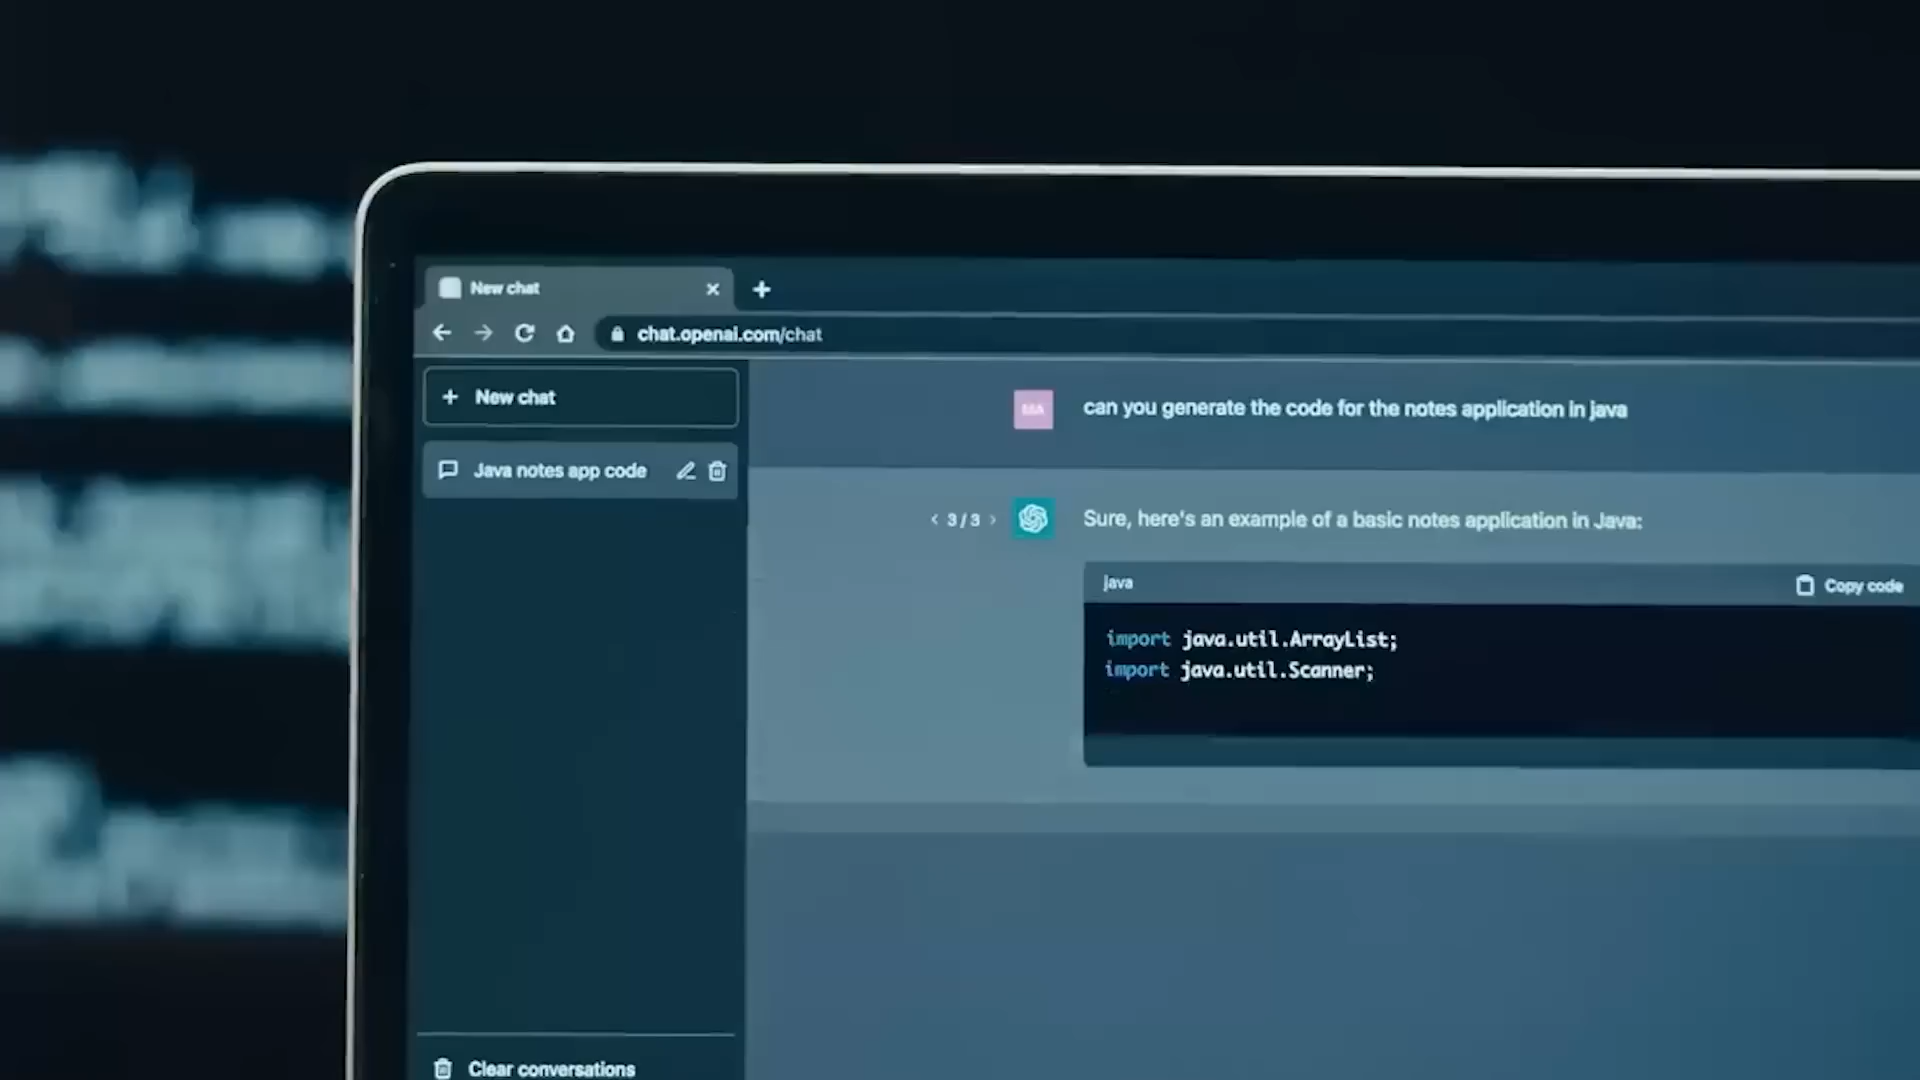 New chat
chat.openai.com/chat
New chat
Java notes app code
Clear conversations
MA
can you generate the code for the notes application in java
< 3 / 3 >
Sure, here's an example of a basic notes application in Java:
java
Copy code
import java.util.ArrayList;
import java.util.Scanner;